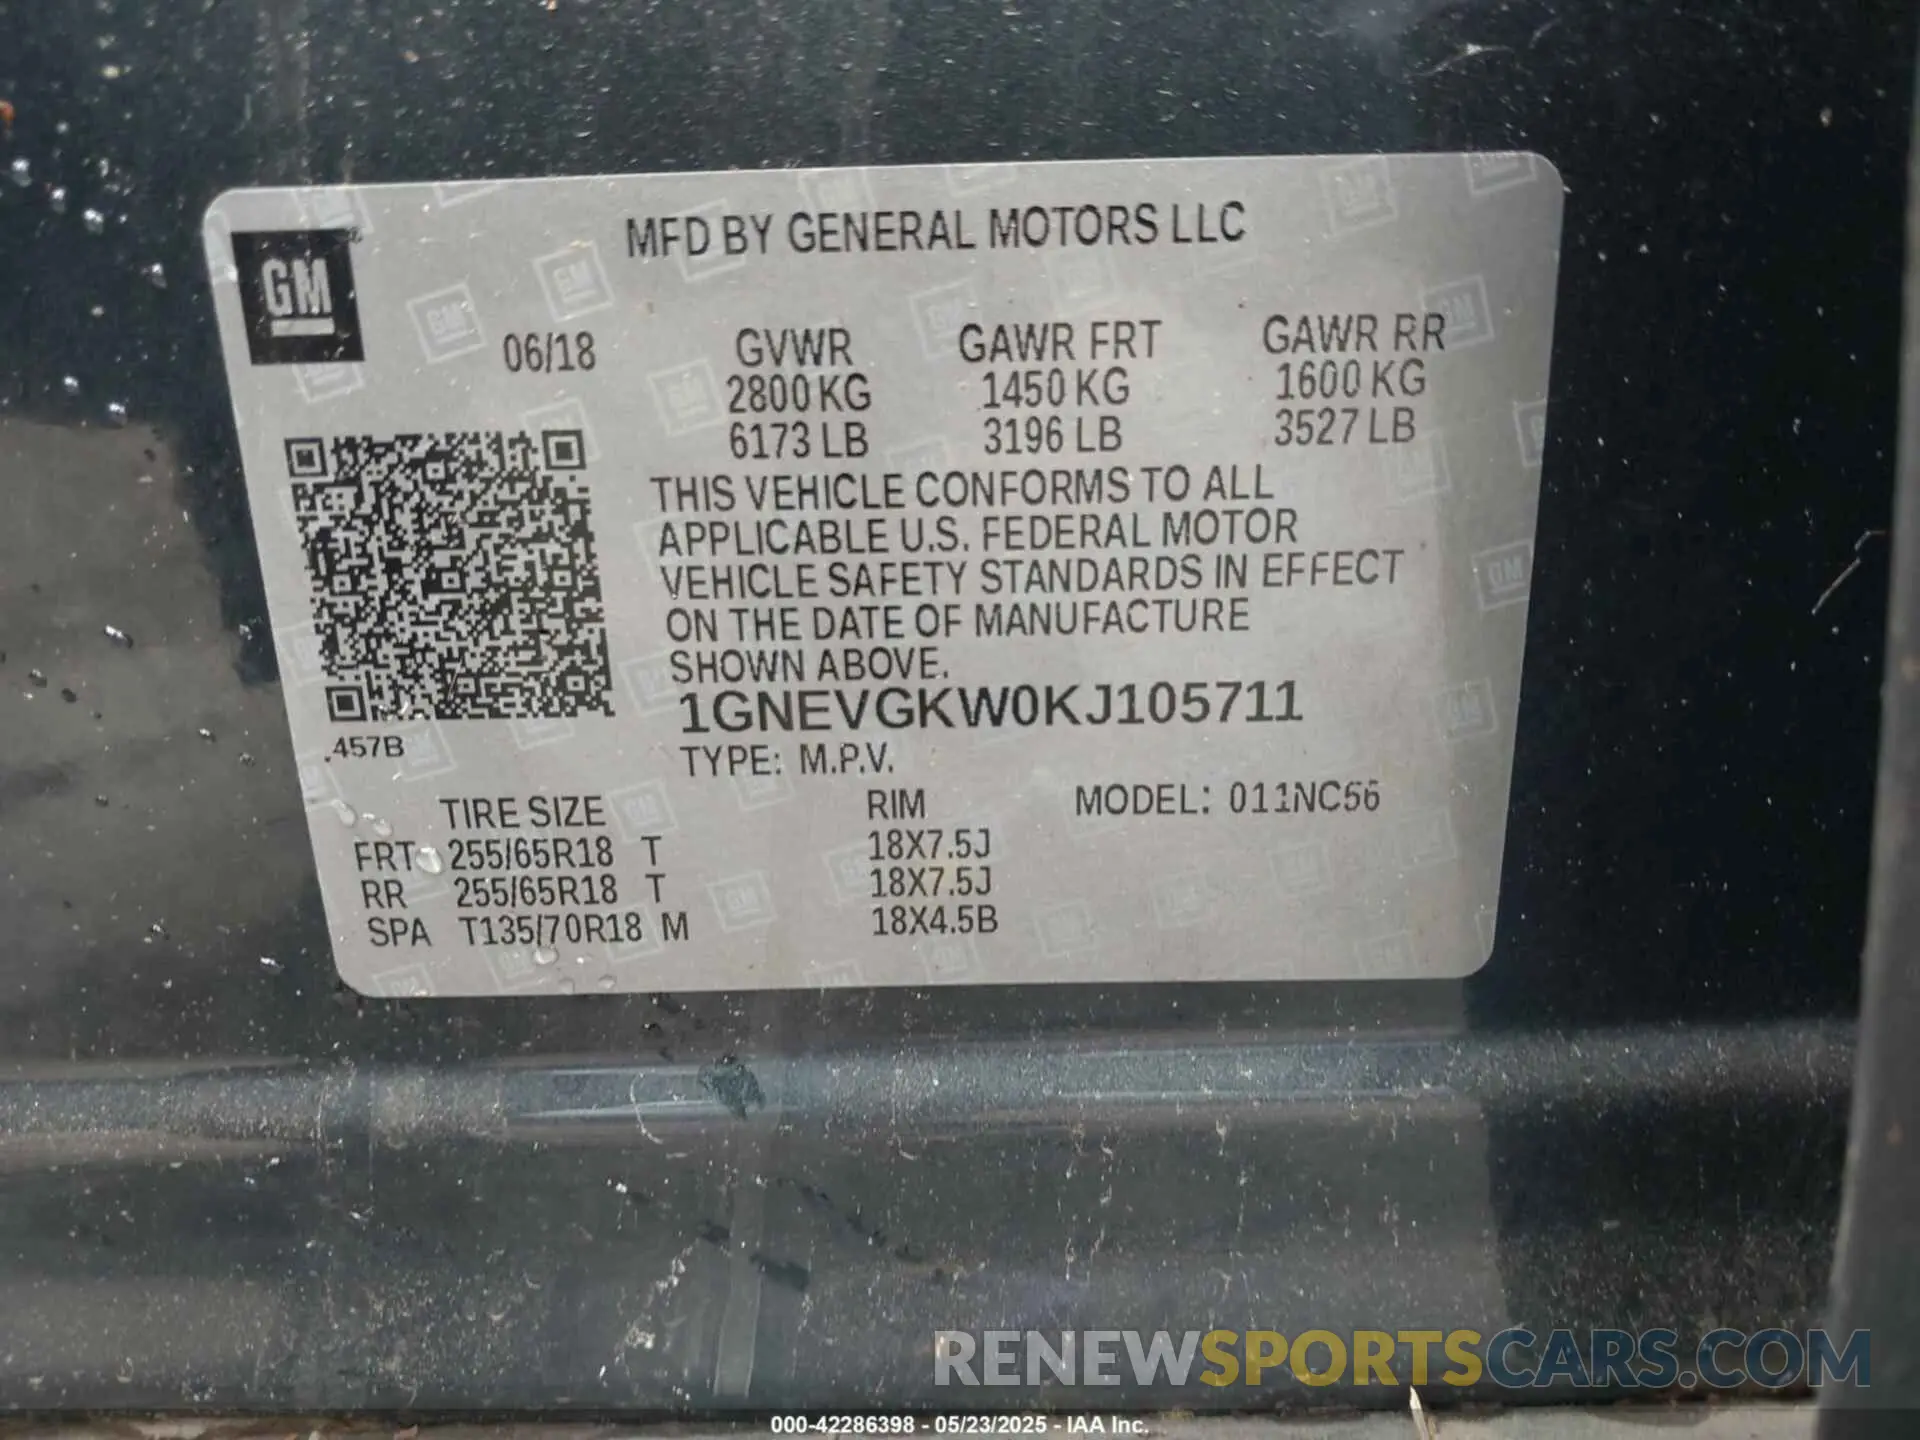 MFD BY GENERAL MOTORS LLC
GM
06/18 GVWR GAWR FRT GAWR RR
2800 KG 1450 KG 1600 KG
6173 LB 3196 LB 3527 LB
THIS VEHICLE CONFORMS TO ALL
APPLICABLE U.S. FEDERAL MOTOR
VEHICLE SAFETY STANDARDS IN EFFECT
ON THE DATE OF MANUFACTURE
SHOWN ABOVE.
1GNEVGKW0KJ105711
.457B
TYPE: M.P.V.
TIRE SIZE RIM MODEL: 011NC56
FRT 255/65R18 T 18X7.5J
RR 255/65R18 T 18X7.5J
SPA T135/70R18 M 18X4.5B
RENEWSPORTSCARS.COM
000-42286398 - 05/23/2025 - IAA Inc.